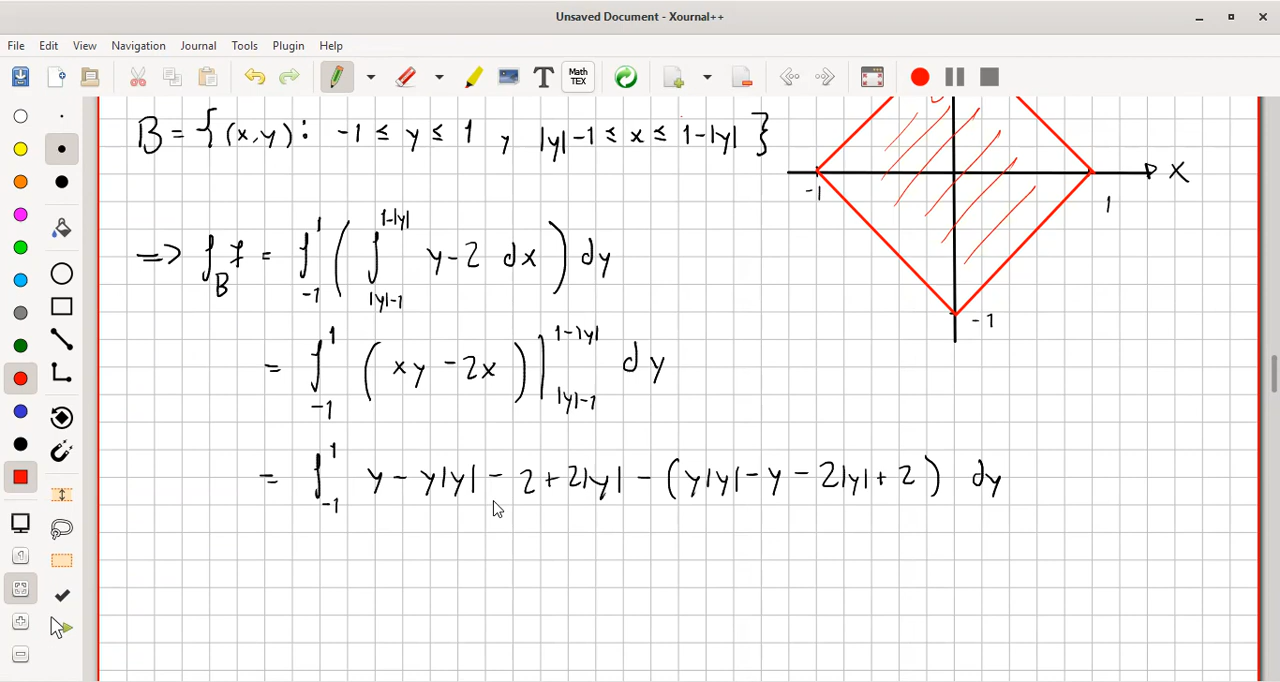 Unsaved Document - Xournal++
File Edit View Navigation Journal Tools Plugin Help
Math TEX
B = { (x,y) : -1 ≤ y ≤ 1 , |y|-1 ≤ x ≤ 1-|y| }
-1 1 X
-1
=> ∫_B f = ∫_{-1}^{1} ( ∫_{|y|-1}^{1-|y|} y-2 dx ) dy
= ∫_{-1}^{1} ( xy - 2x ) |_{|y|-1}^{1-|y|} dy
= ∫_{-1}^{1} y - y|y| - 2 + 2|y| - ( y|y| - y - 2|y| + 2 ) dy